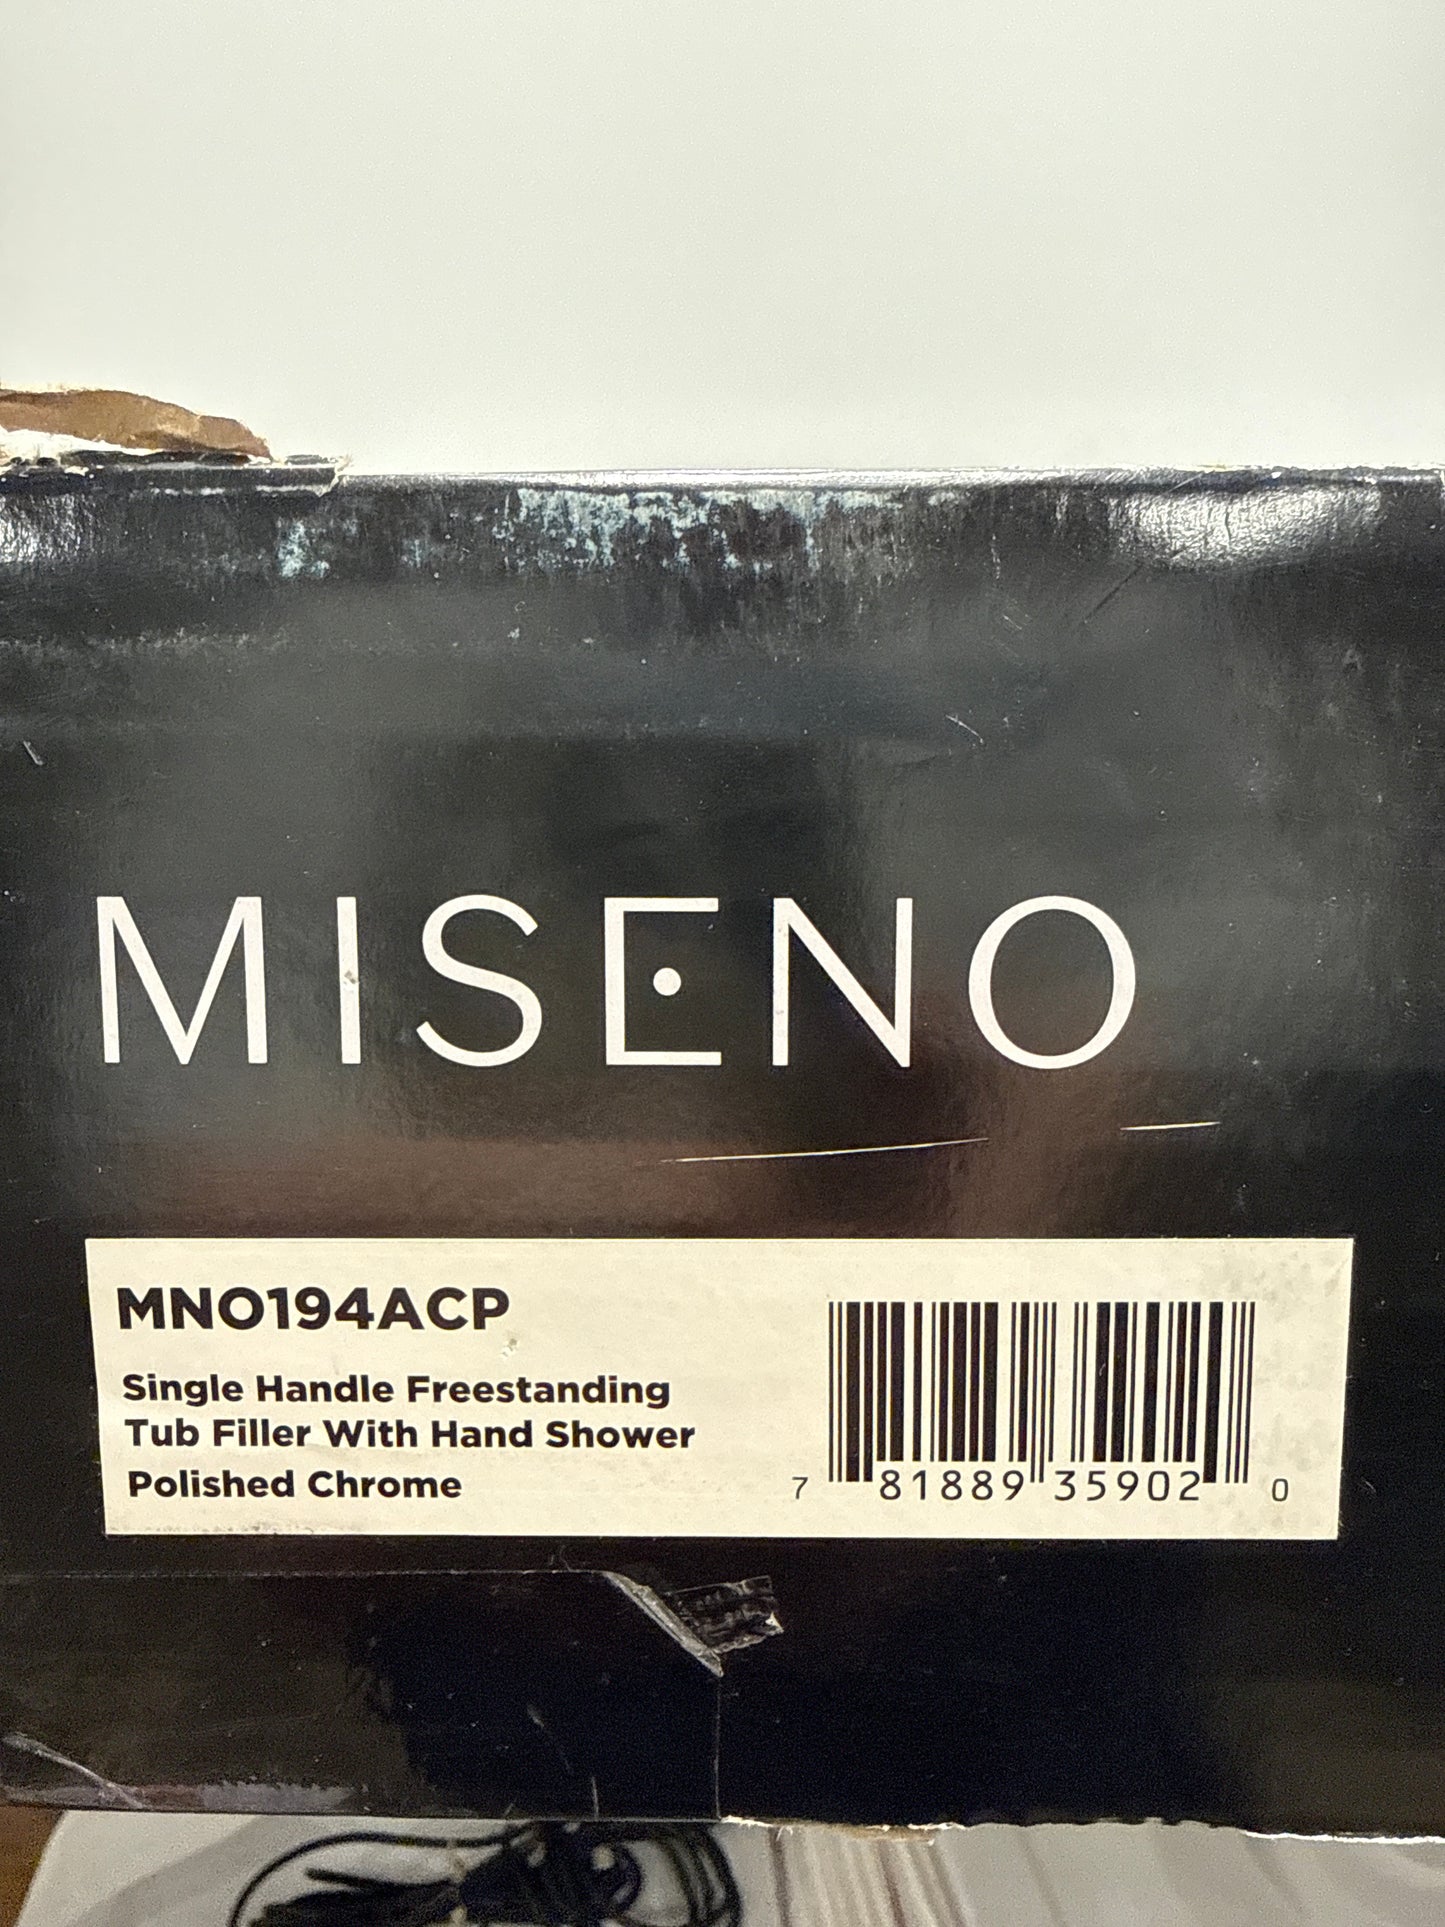 MISENO
MNO194ACP
Single Handle Freestanding
Tub Filler With Hand Shower
Polished Chrome
7 81889 35902 0